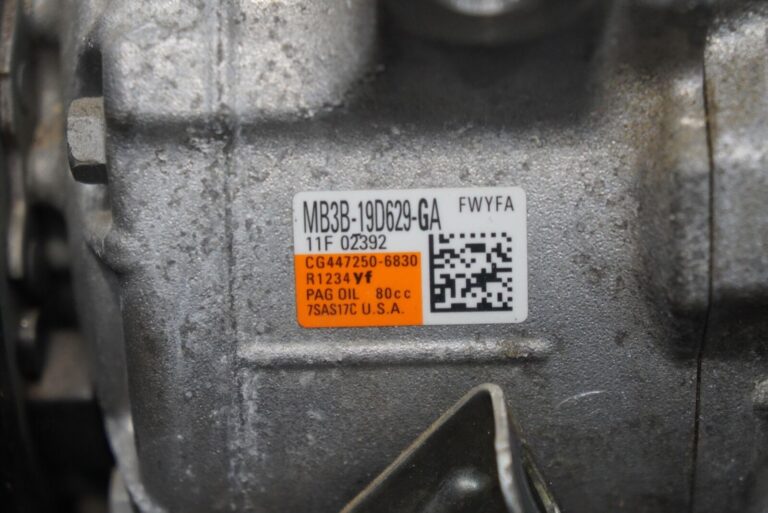 MB3B-19D629-GA FWYFA
11F 02392
CG447250-6830
R1234yf
PAG OIL 80cc
7SAS17C U.S.A.